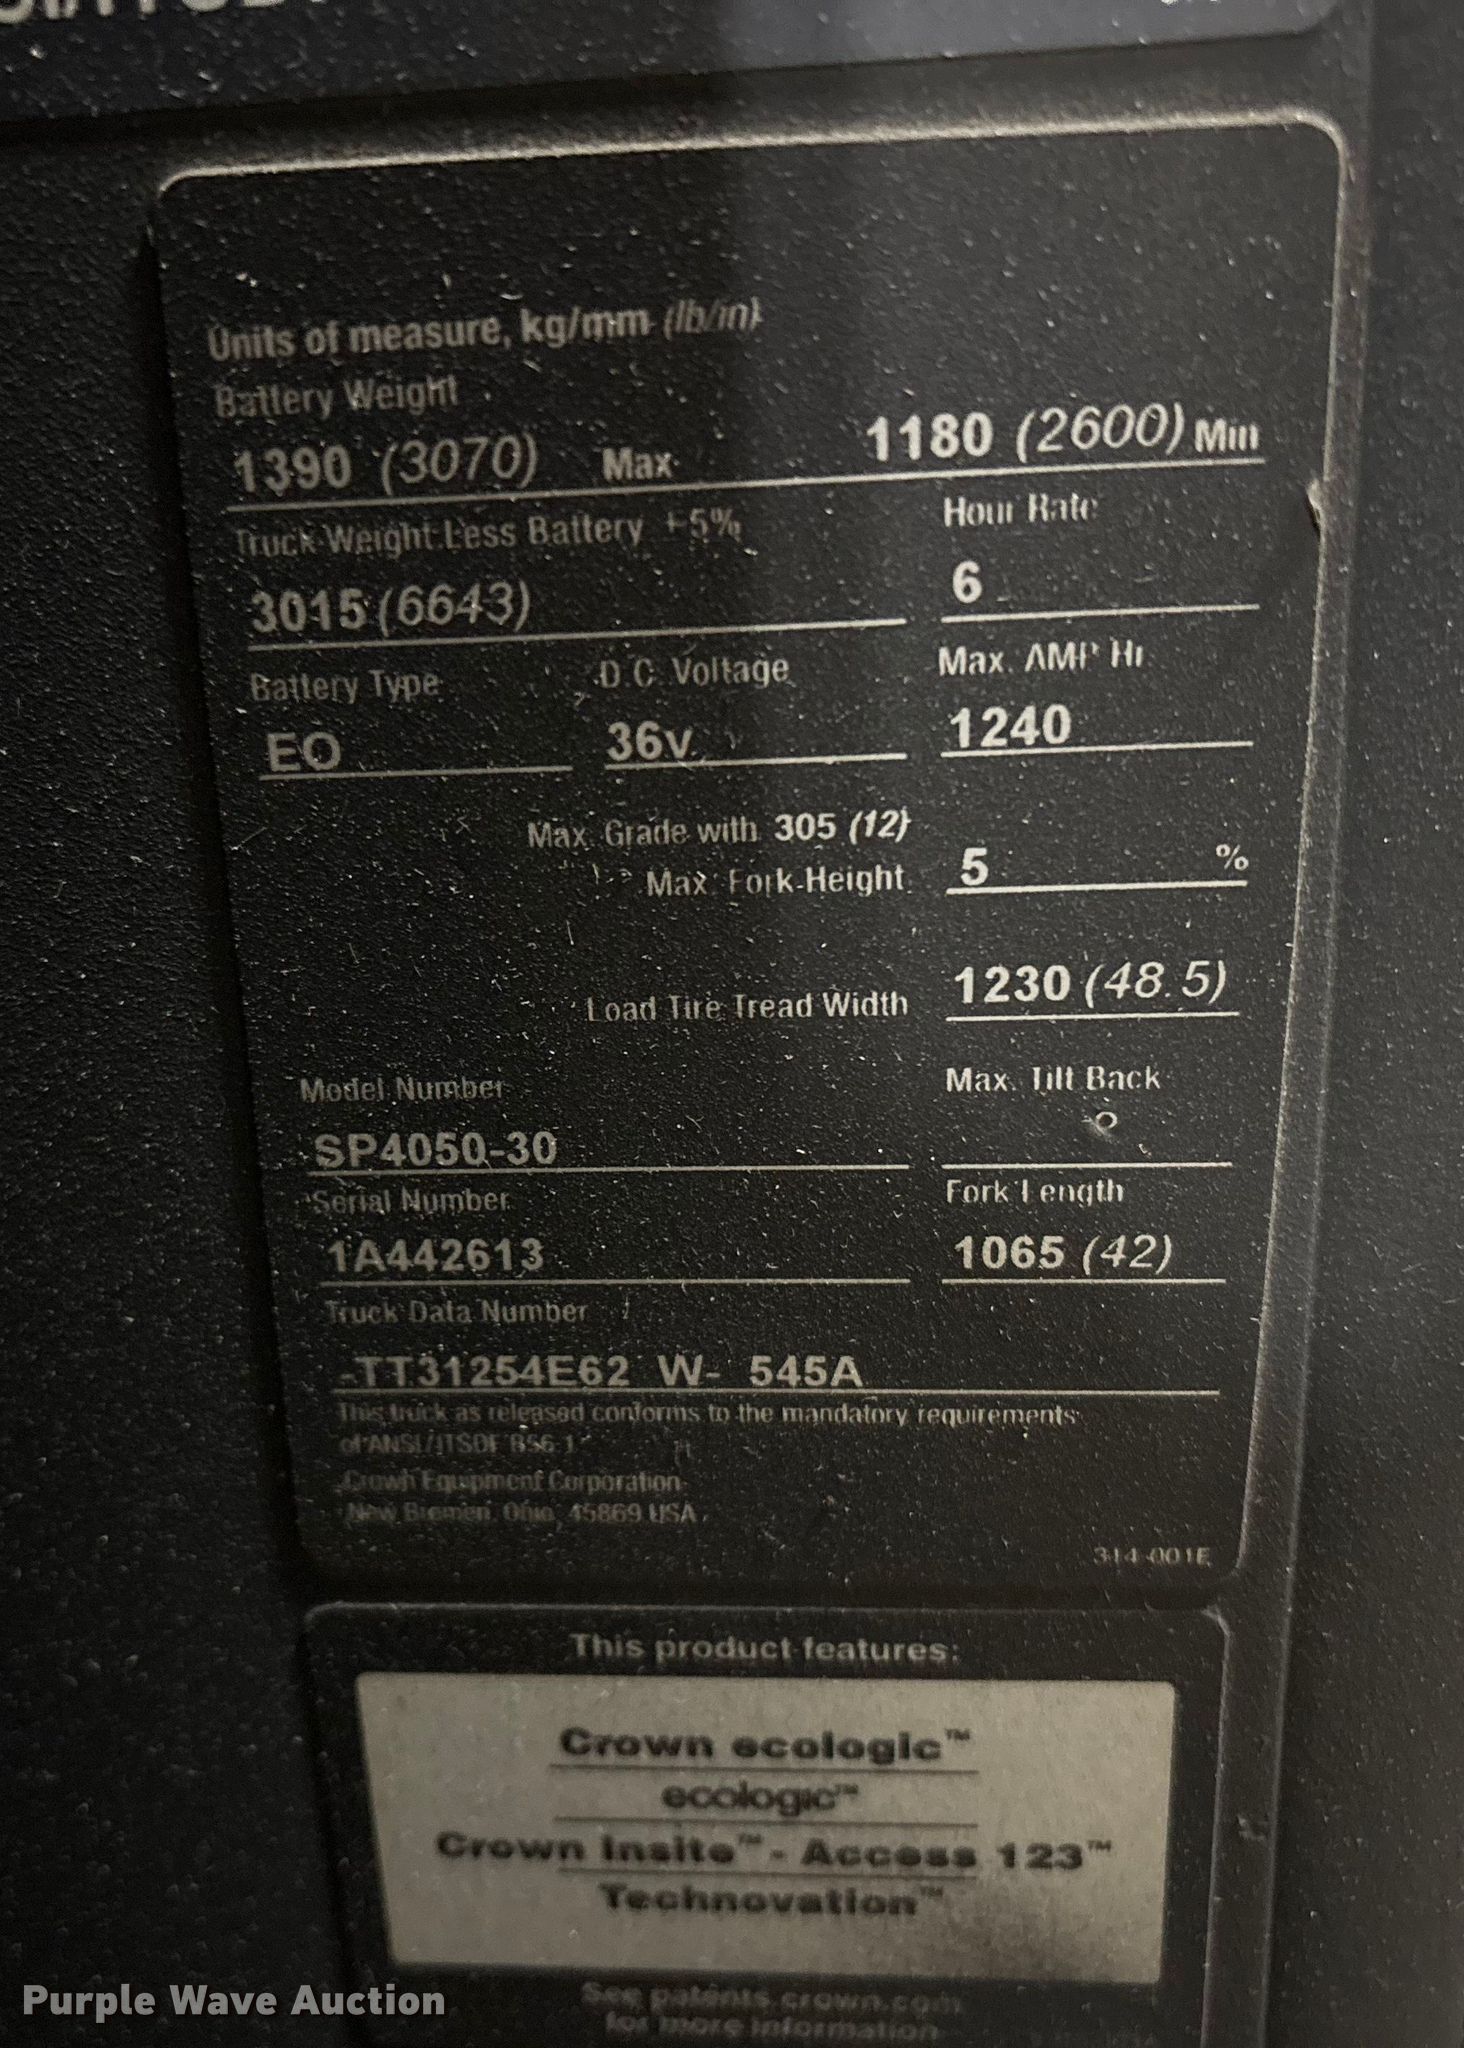 Units of measure, kg/mm (lb/in)
Battery Weight
1390 (3070) Max 1180 (2600) Min
Truck Weight Less Battery ±5% Hour Rate
3015 (6643) 6
Battery Type D.C. Voltage Max. AMP Hr
EO 36v 1240
Max. Grade with 305 (12)
Max. Fork Height 5 %
Load Tire Tread Width 1230 (48.5)
Model Number Max. Tilt Back
SP4050-30 °
Serial Number Fork Length
1A442613 1065 (42)
Truck Data Number
-TT31254E62 W- 545A
This truck as released conforms to the mandatory requirements
of ANSI/ITSDF B56.1
Crown Equipment Corporation
New Bremen, Ohio, 45869 USA
314-001E
This product features:
Crown ecologic™
ecologic™
Crown Insite™ - Access 123™
Technovation™
See patents.crown.com
for more information
Purple Wave Auction